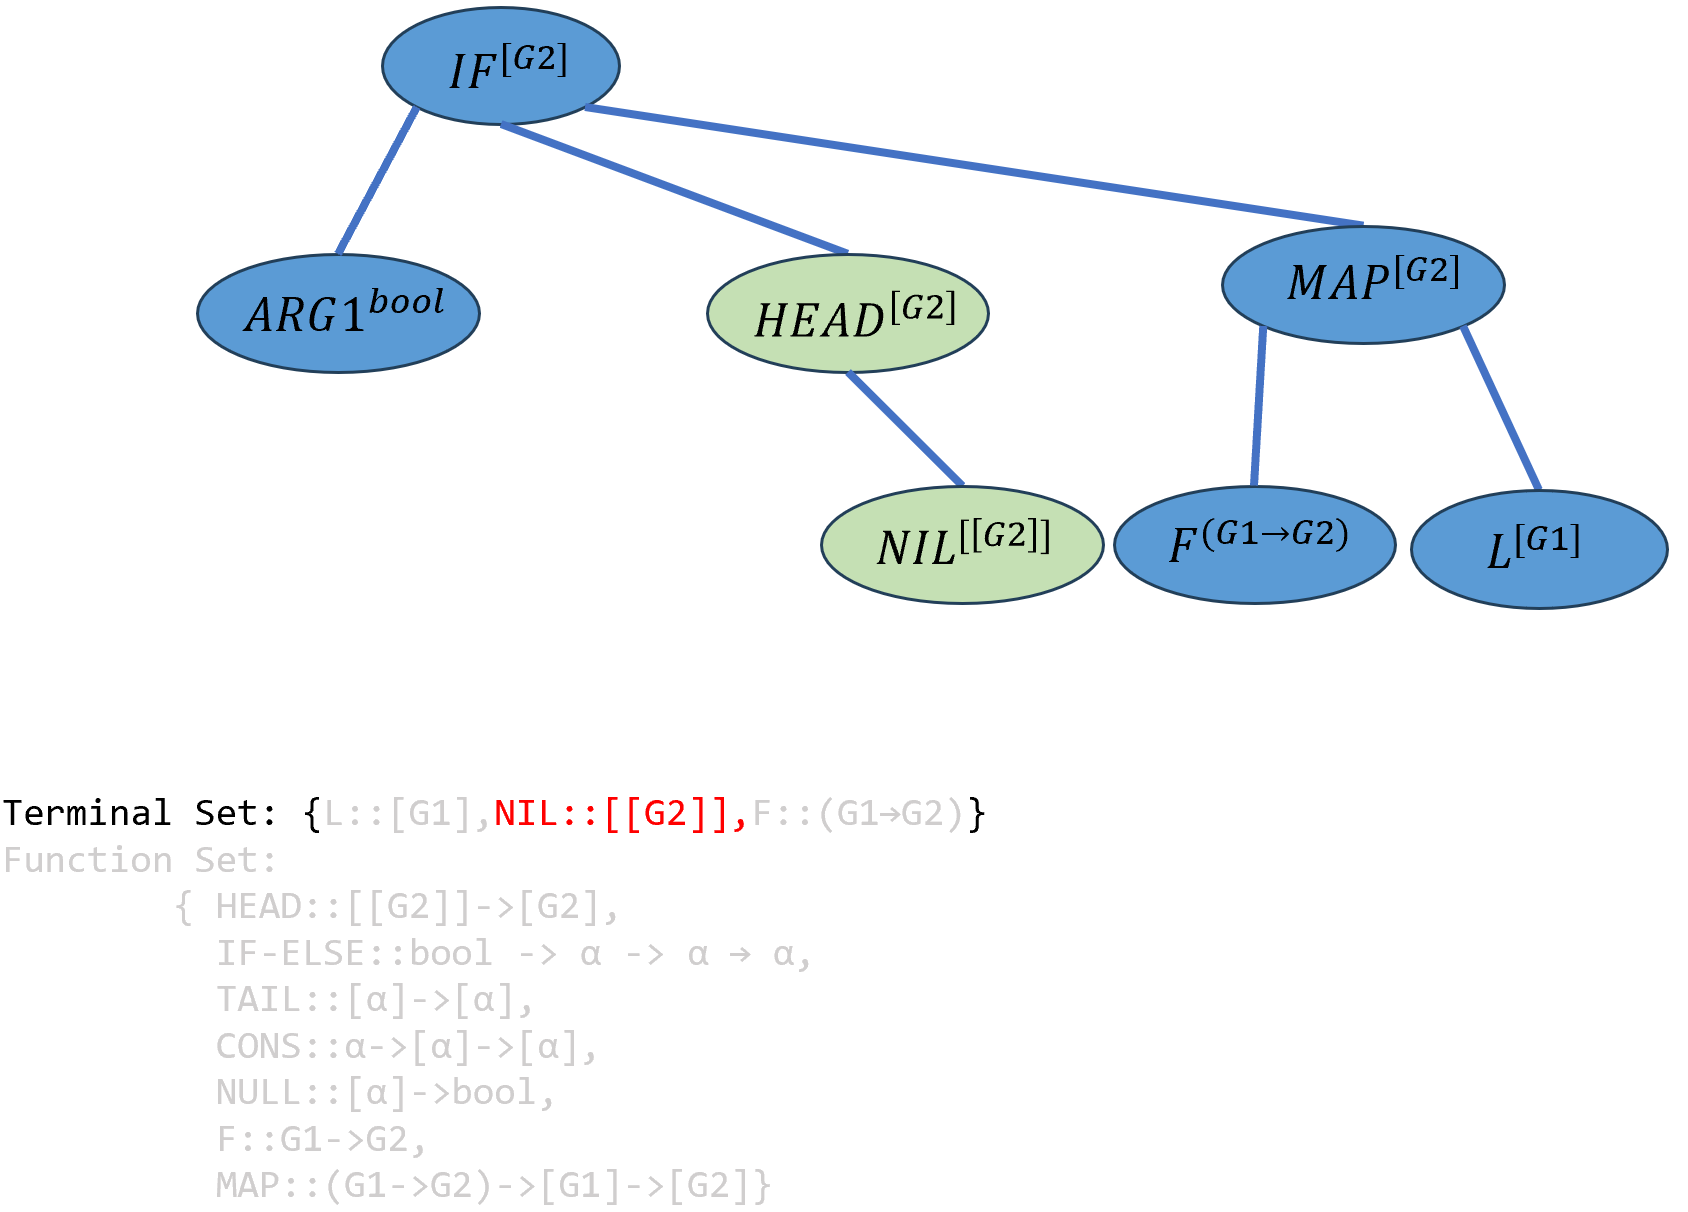 IF^[G2]
ARG1^bool
HEAD^[G2]
MAP^[G2]
NIL^[[G2]]
F^(G1→G2)
L^[G1]
Terminal Set: {L::[G1],NIL::[[G2]],F::(G1→G2)}
Function Set:
{ HEAD::[[G2]]->[G2],
IF-ELSE::bool -> α -> α → α,
TAIL::[α]->[α],
CONS::α->[α]->[α],
NULL::[α]->bool,
F::G1->G2,
MAP::(G1->G2)->[G1]->[G2]}